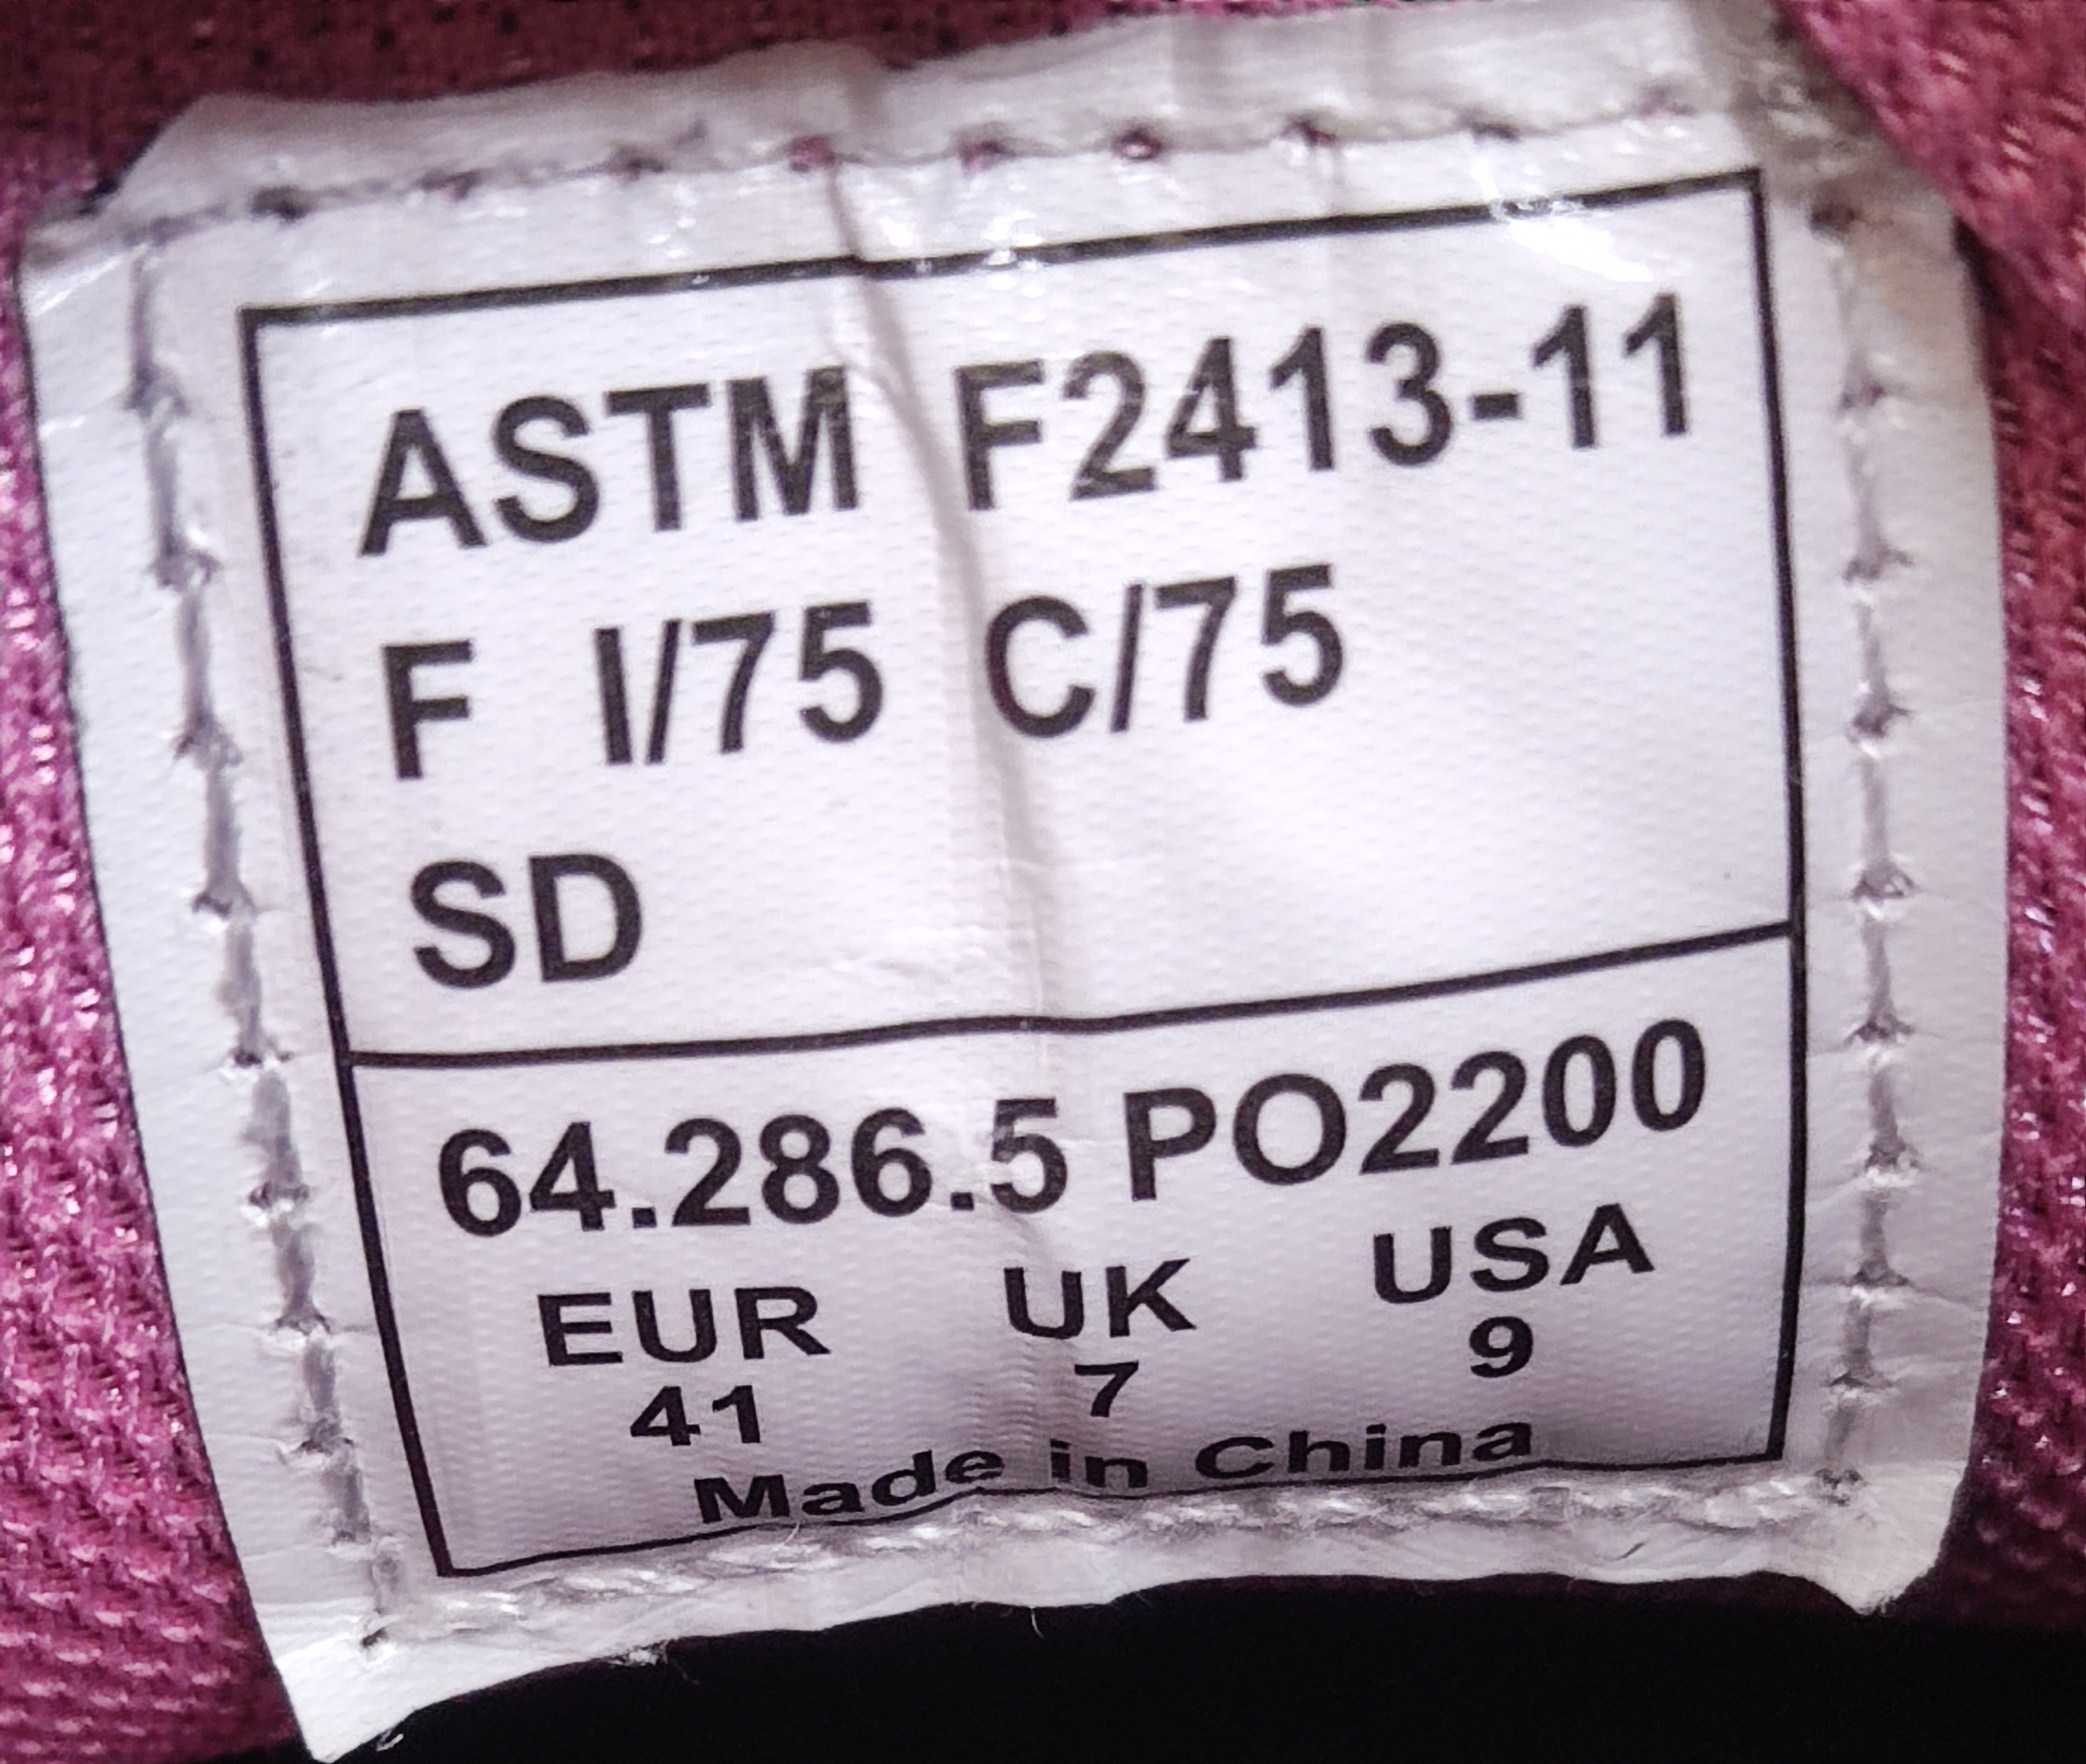 ASTM F2413-11
F I/75 C/75
SD
64.286.5 PO2200
EUR UK USA
41 7 9
Made in China